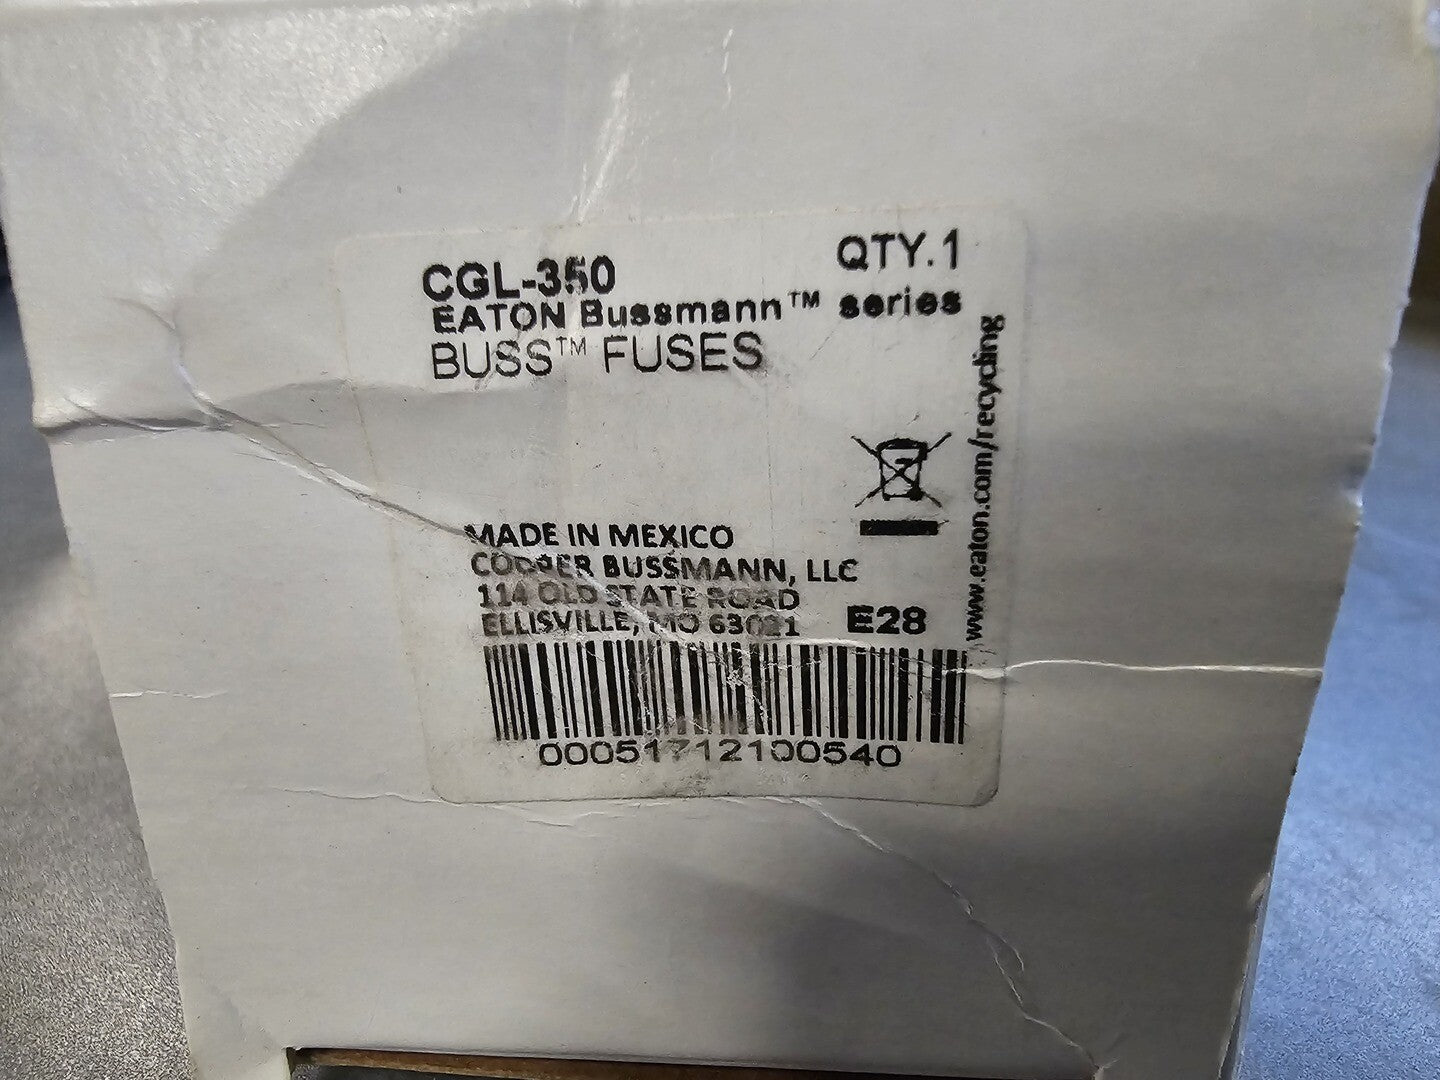 CGL-350
QTY.1
EATON Bussmann™ series
BUSS™ FUSES
www.eaton.com/recycling
MADE IN MEXICO
COOPER BUSSMANN, LLC
114 OLD STATE ROAD
ELLISVILLE, MO 63021
E28
00051712100540